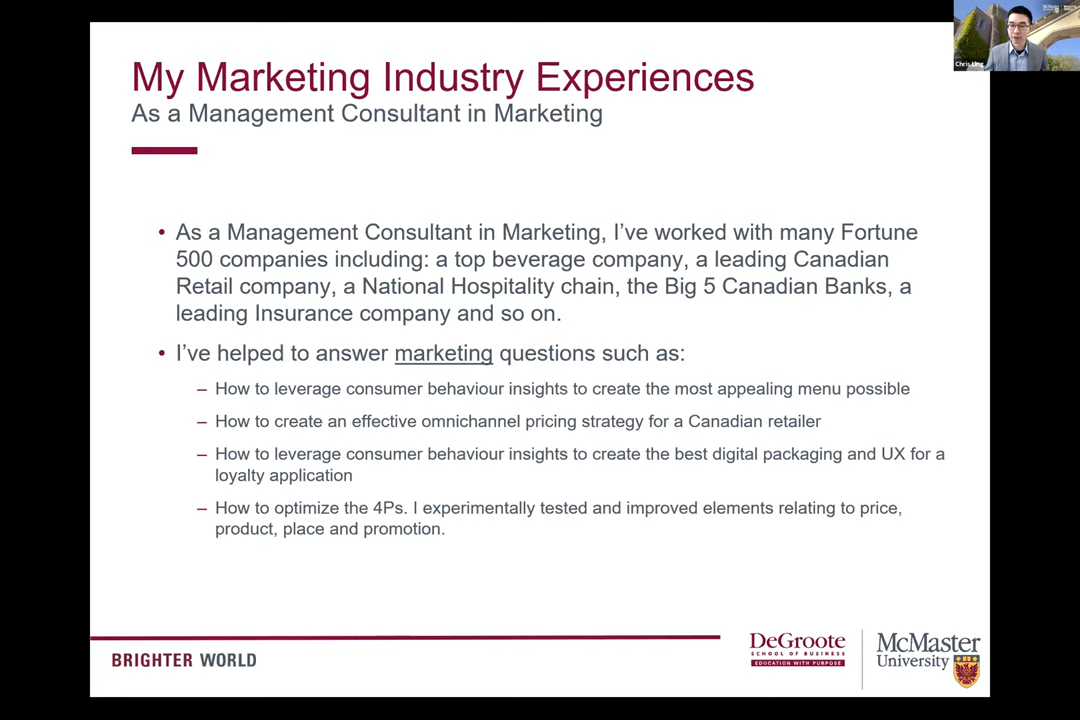 My Marketing Industry Experiences
As a Management Consultant in Marketing
• As a Management Consultant in Marketing, I've worked with many Fortune
500 companies including: a top beverage company, a leading Canadian
Retail company, a National Hospitality chain, the Big 5 Canadian Banks, a
leading Insurance company and so on.
• I've helped to answer marketing questions such as:
– How to leverage consumer behaviour insights to create the most appealing menu possible
– How to create an effective omnichannel pricing strategy for a Canadian retailer
– How to leverage consumer behaviour insights to create the best digital packaging and UX for a
loyalty application
– How to optimize the 4Ps. I experimentally tested and improved elements relating to price,
product, place and promotion.
BRIGHTER WORLD
DeGroote
SCHOOL OF BUSINESS
EDUCATION WITH PURPOSE
McMaster
University
Chris Ling